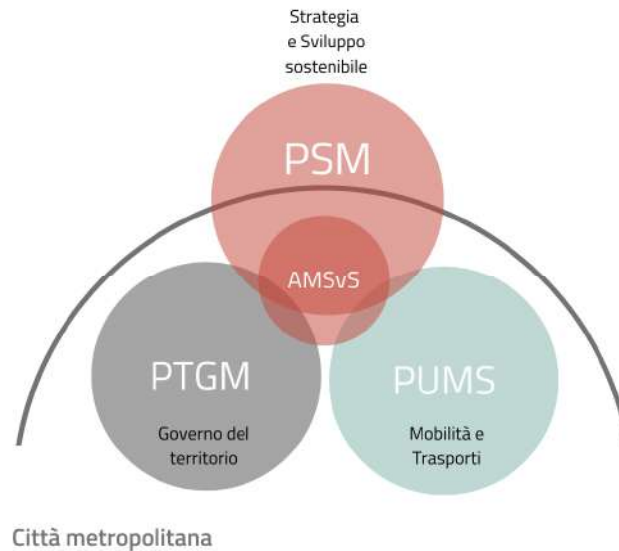 Strategia
e Sviluppo
sostenibile
PSM
AMSvS
PTGM
PUMS
Governo del
territorio
Mobilità e
Trasporti
Città metropolitana